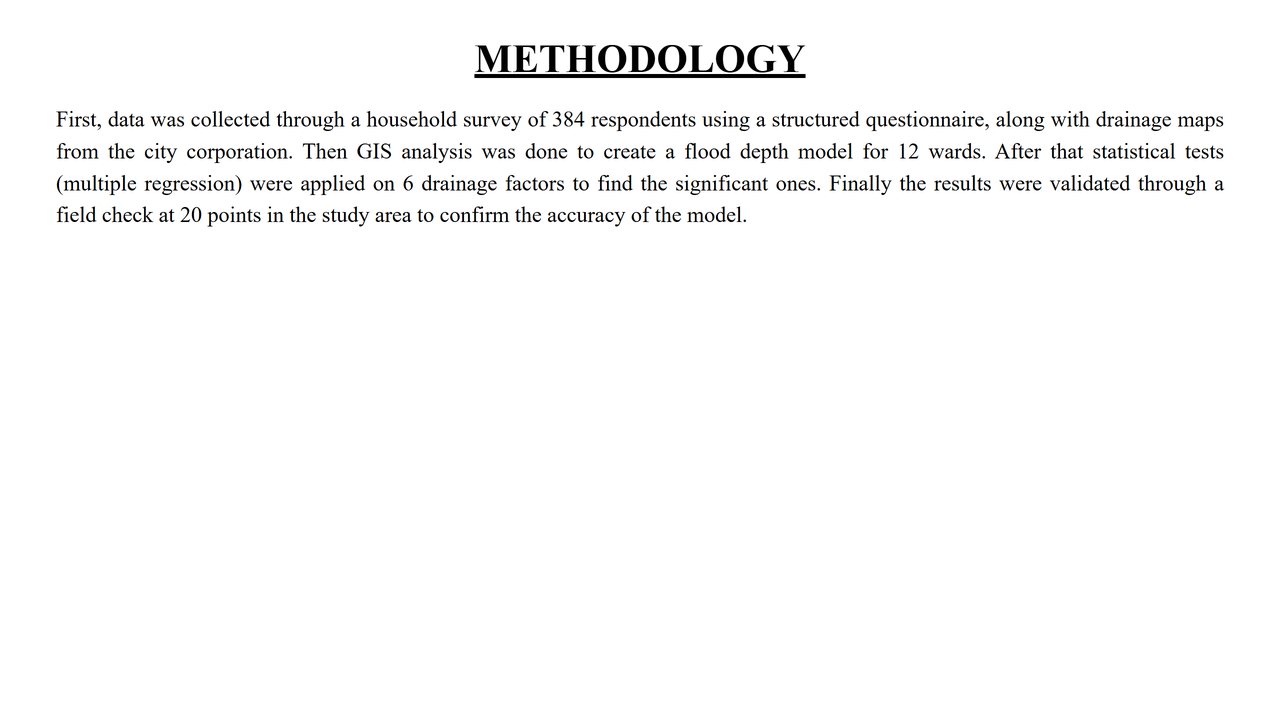 METHODOLOGY
First, data was collected through a household survey of 384 respondents using a structured questionnaire, along with drainage maps
from the city corporation. Then GIS analysis was done to create a flood depth model for 12 wards. After that statistical tests
(multiple regression) were applied on 6 drainage factors to find the significant ones. Finally the results were validated through a
field check at 20 points in the study area to confirm the accuracy of the model.